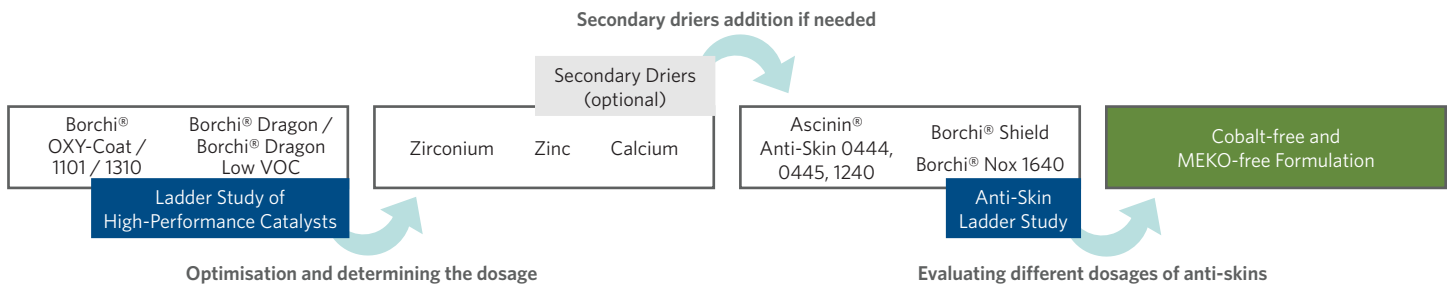 Secondary driers addition if needed
Secondary Driers
(optional)
Borchi®
OXY-Coat /
1101 / 1310
Borchi® Dragon /
Borchi® Dragon
Low VOC
Zirconium
Zinc
Calcium
Ascinin®
Anti-Skin 0444,
0445, 1240
Borchi® Shield
Borchi® Nox 1640
Cobalt-free and
MEKO-free Formulation
Ladder Study of
High-Performance Catalysts
Anti-Skin
Ladder Study
Optimisation and determining the dosage
Evaluating different dosages of anti-skins